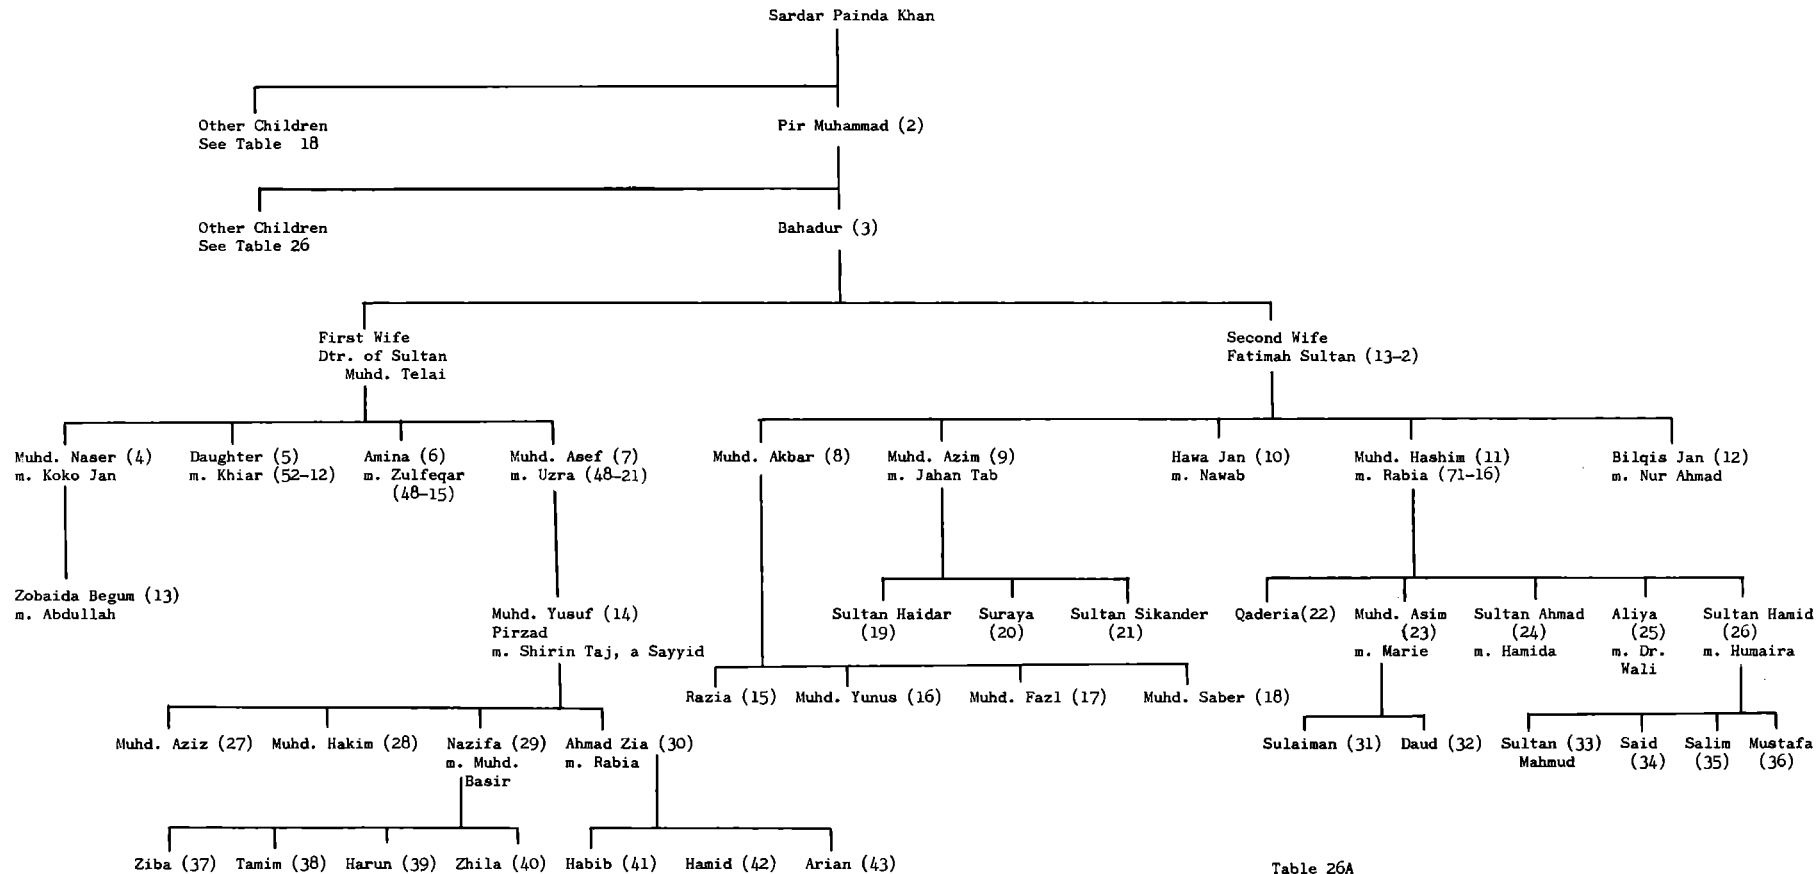 Sardar Painda Khan
Other Children
See Table 18
Pir Muhammad (2)
Other Children
See Table 26
Bahadur (3)
First Wife
Dtr. of Sultan
Muhd. Telai
Second Wife
Fatimah Sultan (13-2)
Muhd. Naser (4)
m. Koko Jan
Daughter (5)
m. Khiar (52-12)
Amina (6)
m. Zulfeqar
(48-15)
Muhd. Asef (7)
m. Uzra (48-21)
Muhd. Akbar (8)
Muhd. Azim (9)
m. Jahan Tab
Hawa Jan (10)
m. Nawab
Muhd. Hashim (11)
m. Rabia (71-16)
Bilqis Jan (12)
m. Nur Ahmad
Zobaida Begum (13)
m. Abdullah
Muhd. Yusuf (14)
Pirzad
m. Shirin Taj, a Sayyid
Sultan Haidar
(19)
Suraya
(20)
Sultan Sikander
(21)
Qaderia(22)
Muhd. Asim
(23)
m. Marie
Sultan Ahmad
(24)
m. Hamida
Aliya
(25)
m. Dr.
Wali
Sultan Hamid
(26)
m. Humaira
Razia (15)
Muhd. Yunus (16)
Muhd. Fazl (17)
Muhd. Saber (18)
Muhd. Aziz (27)
Muhd. Hakim (28)
Nazifa (29)
m. Muhd.
Basir
Ahmad Zia (30)
m. Rabia
Sulaiman (31)
Daud (32)
Sultan (33)
Mahmud
Said
(34)
Salim
(35)
Mustafa
(36)
Ziba (37)
Tamim (38)
Harun (39)
Zhila (40)
Habib (41)
Hamid (42)
Arian (43)
Table 26A